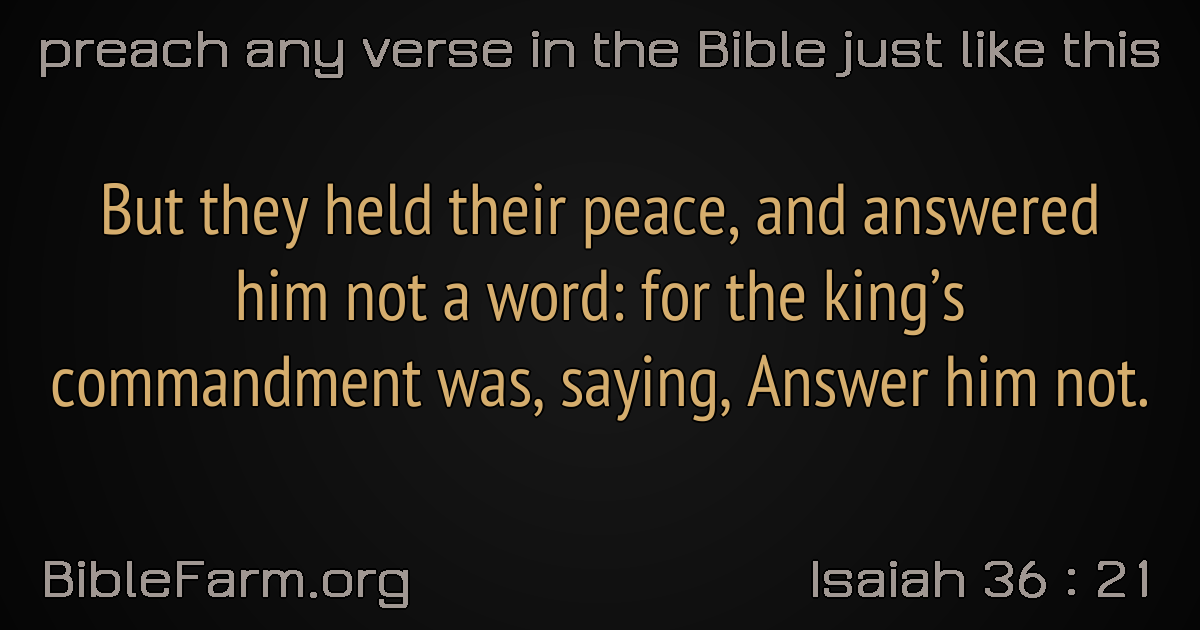 preach any verse in the Bible just like this
But they held their peace, and answered
him not a word: for the king’s
commandment was, saying, Answer him not.
BibleFarm.org
Isaiah 36 : 21